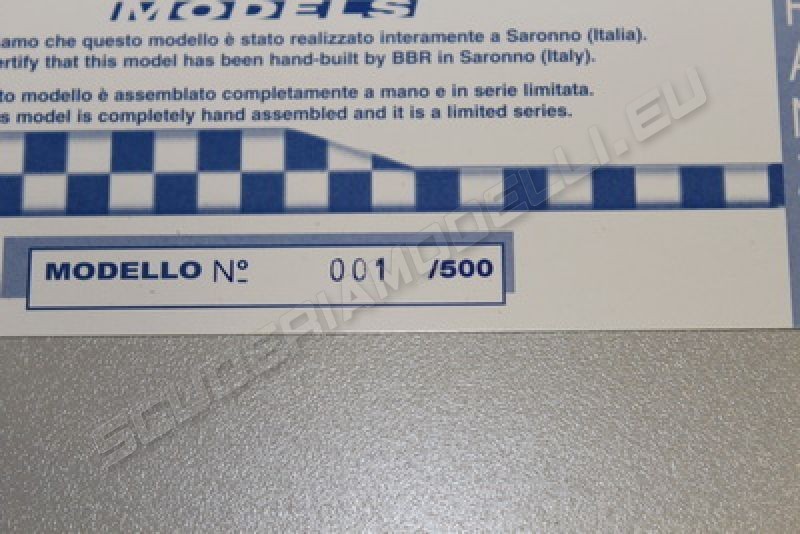 MODELS
amo che questo modello è stato realizzato interamente a Saronno (Italia).
ertify that this model has been hand-built by BBR in Saronno (Italy).
to modello è assemblato completamente a mano e in serie limitata.
s model is completely hand assembled and it is a limited series.
MODELLO Nº 001 /500
SCUDERIAMODELLI.EU